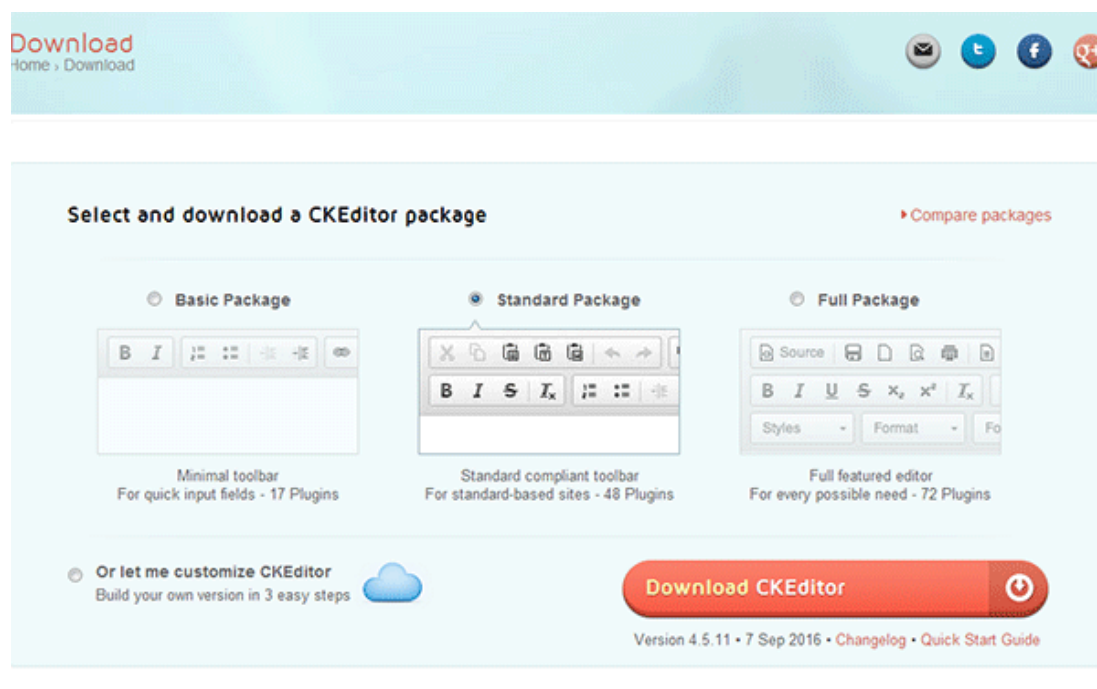 Download
Home › Download
Select and download a CKEditor package
Compare packages
Basic Package
Standard Package
Full Package
B I
B I S Ix
Source
B I U S x₂ x² Ix
Styles Format Fo
Minimal toolbar
For quick input fields - 17 Plugins
Standard compliant toolbar
For standard-based sites - 48 Plugins
Full featured editor
For every possible need - 72 Plugins
Or let me customize CKEditor
Build your own version in 3 easy steps
Download CKEditor
Version 4.5.11 • 7 Sep 2016 • Changelog • Quick Start Guide